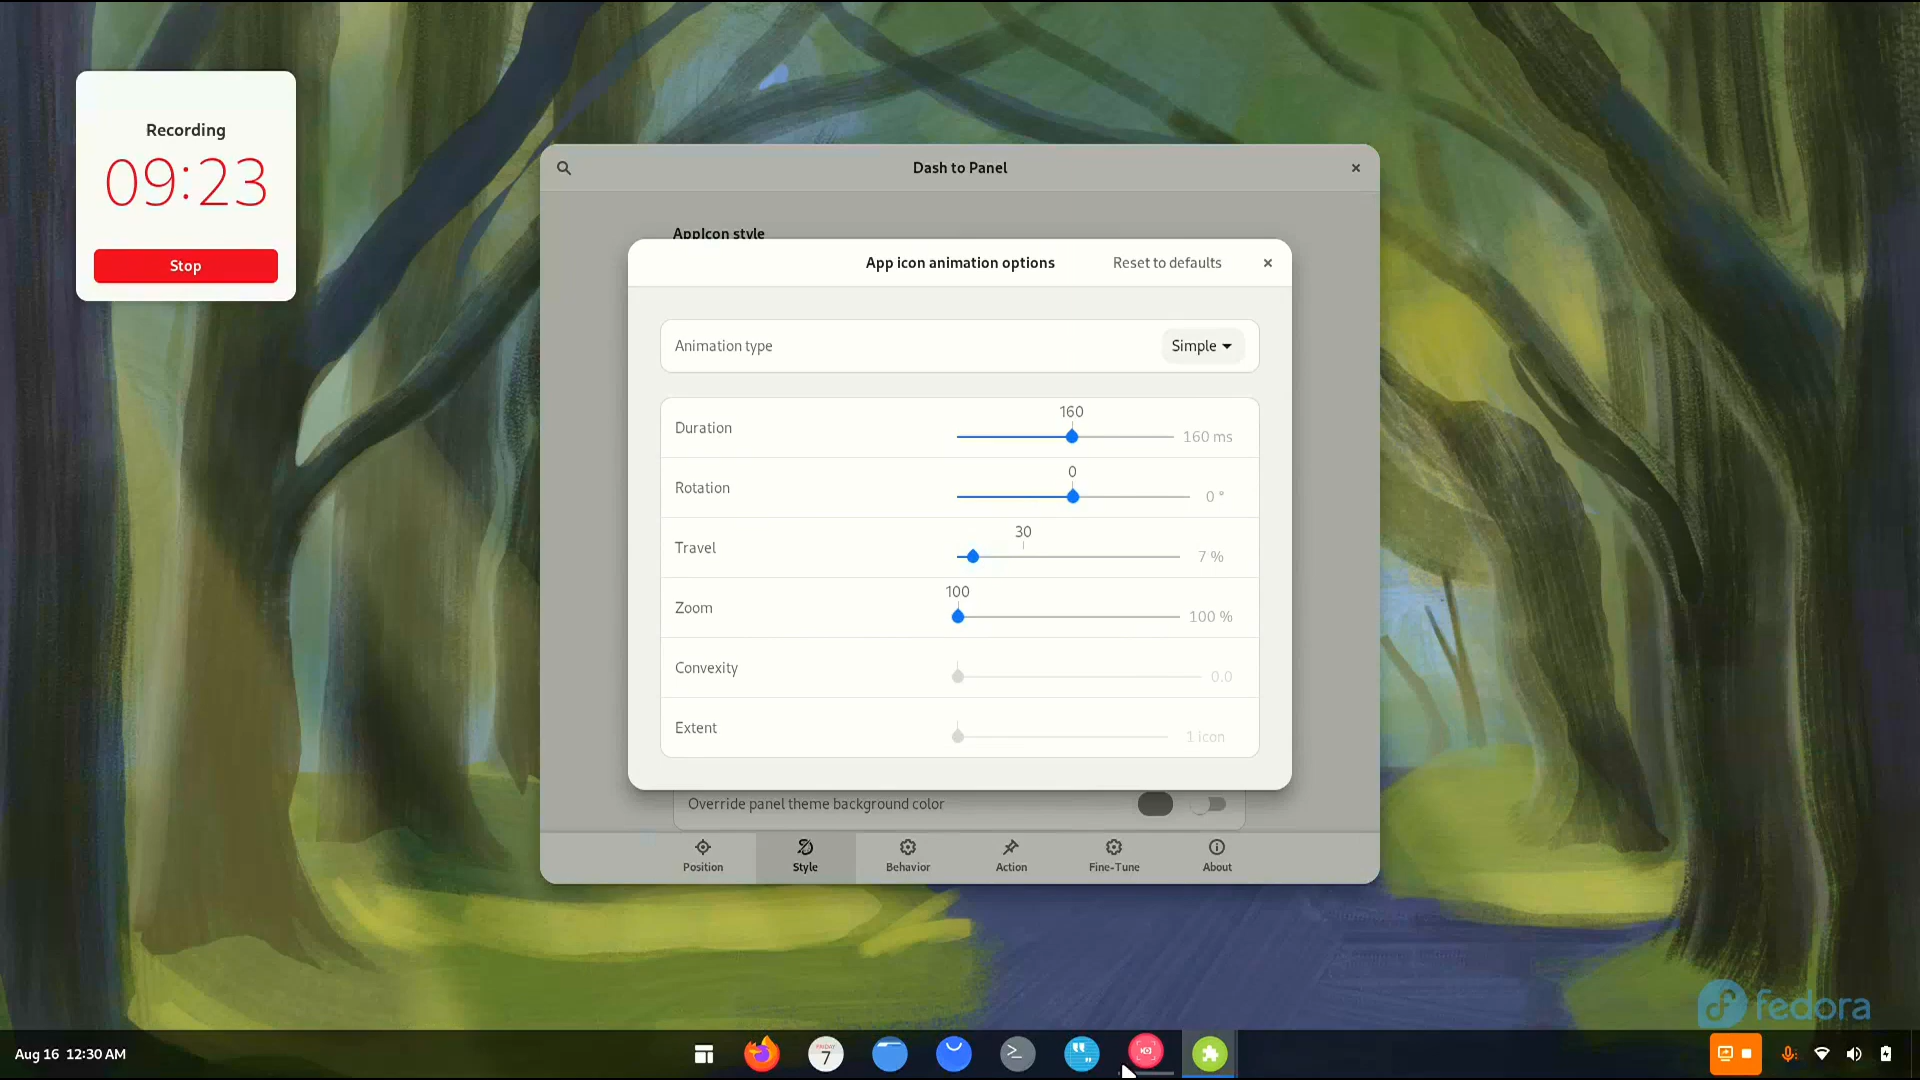 Recording
09:23
Stop
Dash to Panel
AppIcon style
App icon animation options
Reset to defaults
Animation type
Simple
160
Duration
160 ms
0
Rotation
0 °
30
Travel
7 %
100
Zoom
100 %
Convexity
0.0
Extent
1 icon
Override panel theme background color
Position
Style
Behavior
Action
Fine-Tune
About
fedora
Aug 16 12:30 AM
FRIDAY
7